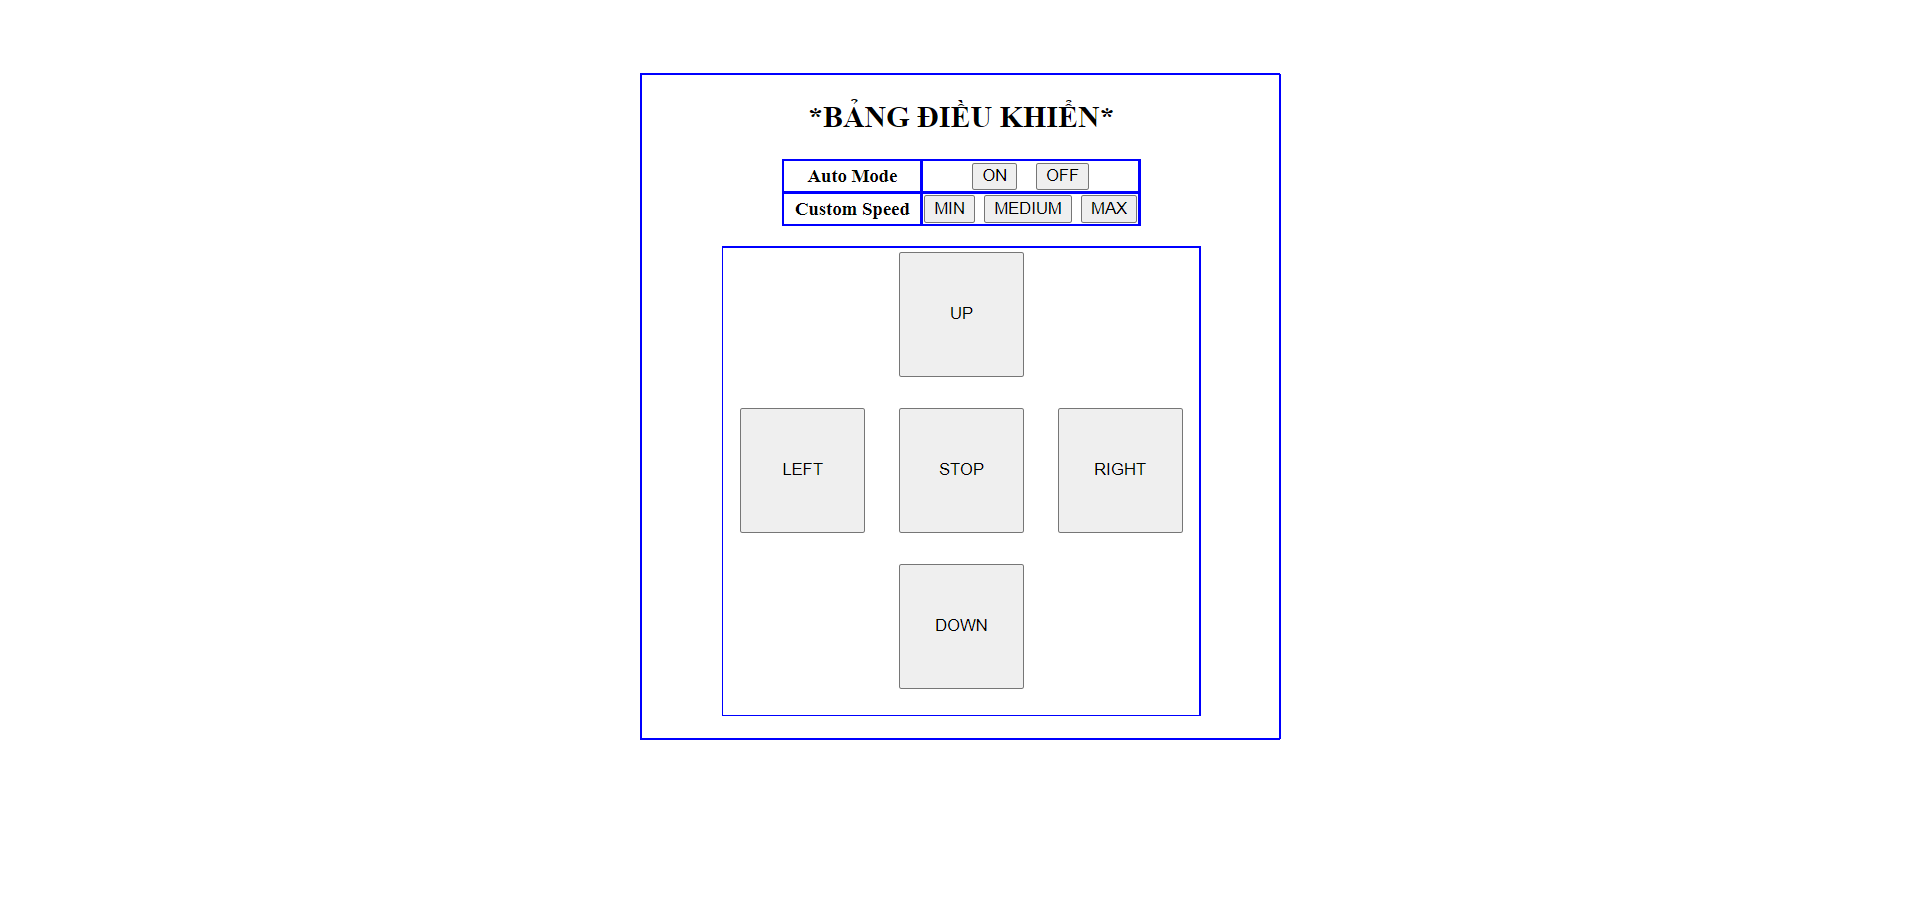 *BẢNG ĐIỀU KHIỂN*
Auto Mode ON OFF
Custom Speed MIN MEDIUM MAX
UP
LEFT STOP RIGHT
DOWN